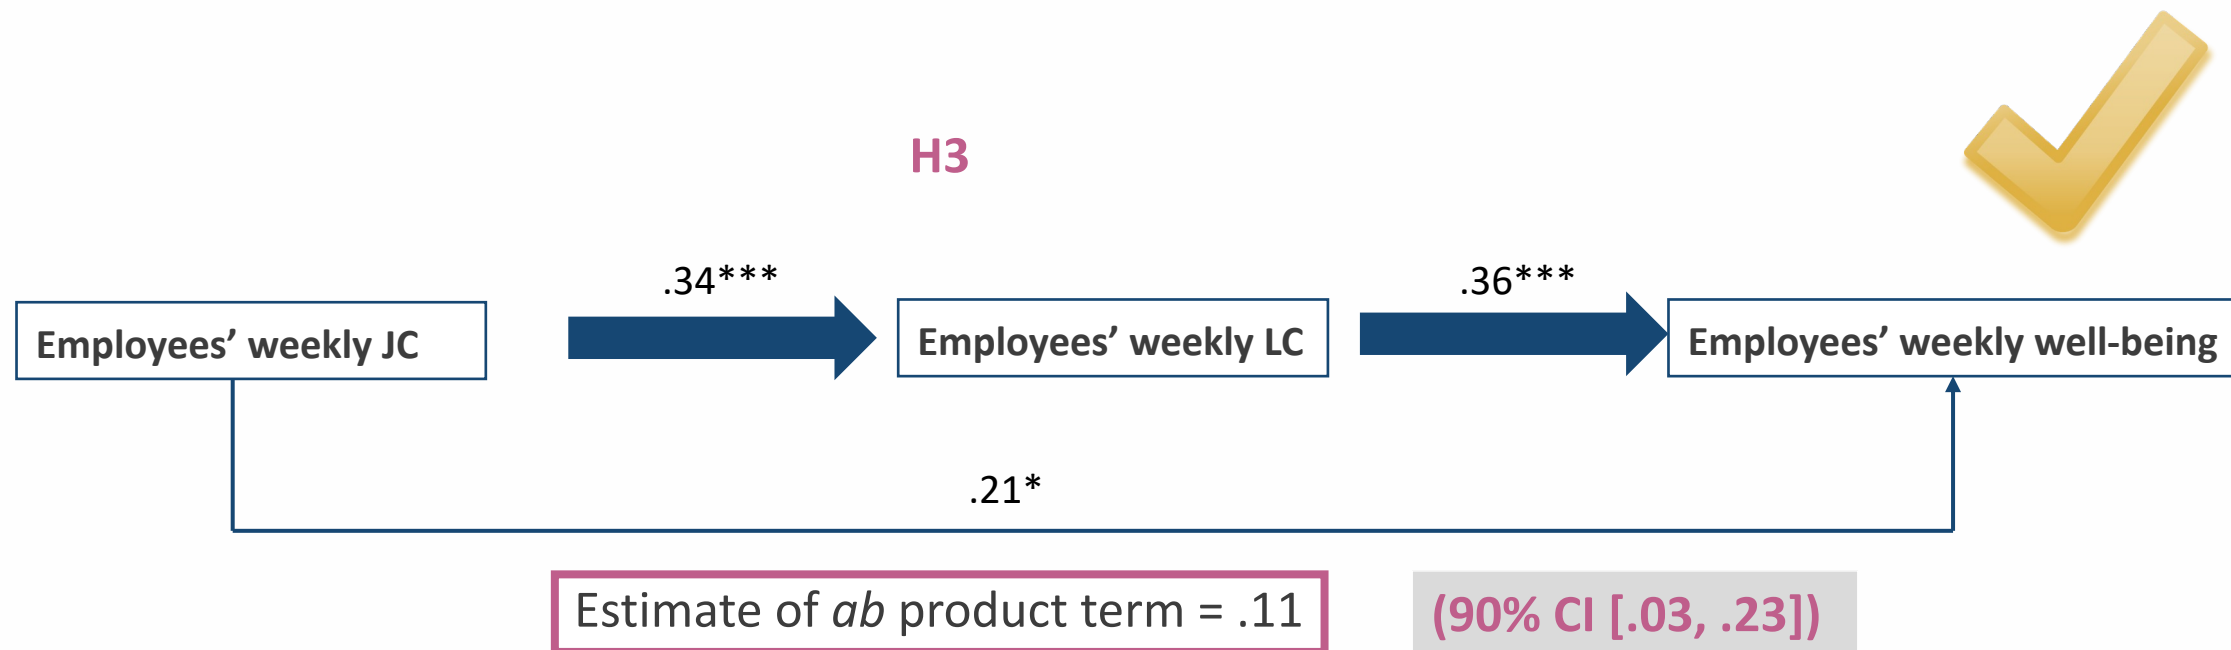 H3
.34***
.36***
Employees’ weekly JC
Employees’ weekly LC
Employees’ weekly well-being
.21*
Estimate of ab product term = .11
(90% CI [.03, .23])